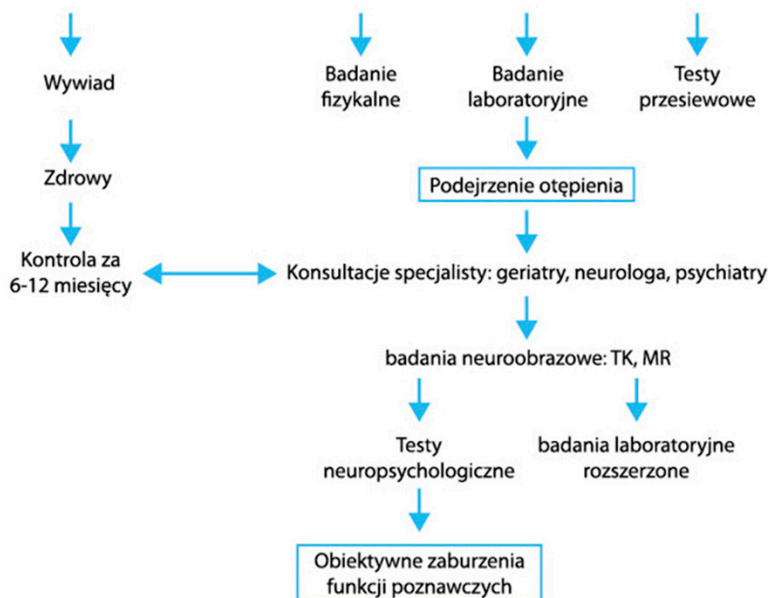 Wywiad
Badanie
fizykalne
Badanie
laboratoryjne
Testy
przesiewowe
Zdrowy
Podejrzenie otępienia
Kontrola za
6-12 miesięcy
Konsultacje specjalisty: geriatry, neurologa, psychiatry
badania neuroobrazowe: TK, MR
Testy
neuropsychologiczne
badania laboratoryjne
rozszerzone
Obiektywne zaburzenia
funkcji poznawczych